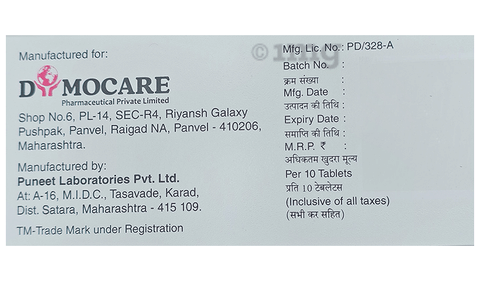 Manufactured for:
DYMOCARE
Pharmaceutical Private Limited
Shop No.6, PL-14, SEC-R4, Riyansh Galaxy
Pushpak, Panvel, Raigad NA, Panvel - 410206,
Maharashtra.
Manufactured by:
Puneet Laboratories Pvt. Ltd.
At: A-16, M.I.D.C., Tasavade, Karad,
Dist. Satara, Maharashtra - 415 109.
TM-Trade Mark under Registration
©1mg
Mfg. Lic. No.: PD/328-A
Batch No. :
क्रम संख्या :
Mfg. Date :
उत्पादन की तिथि :
Expiry Date :
समाप्ति की तिथि :
M.R.P. ₹ :
अधिकतम खुदरा मूल्य
Per 10 Tablets
प्रति 10 टेबलेटस
(Inclusive of all taxes)
(सभी कर सहित)